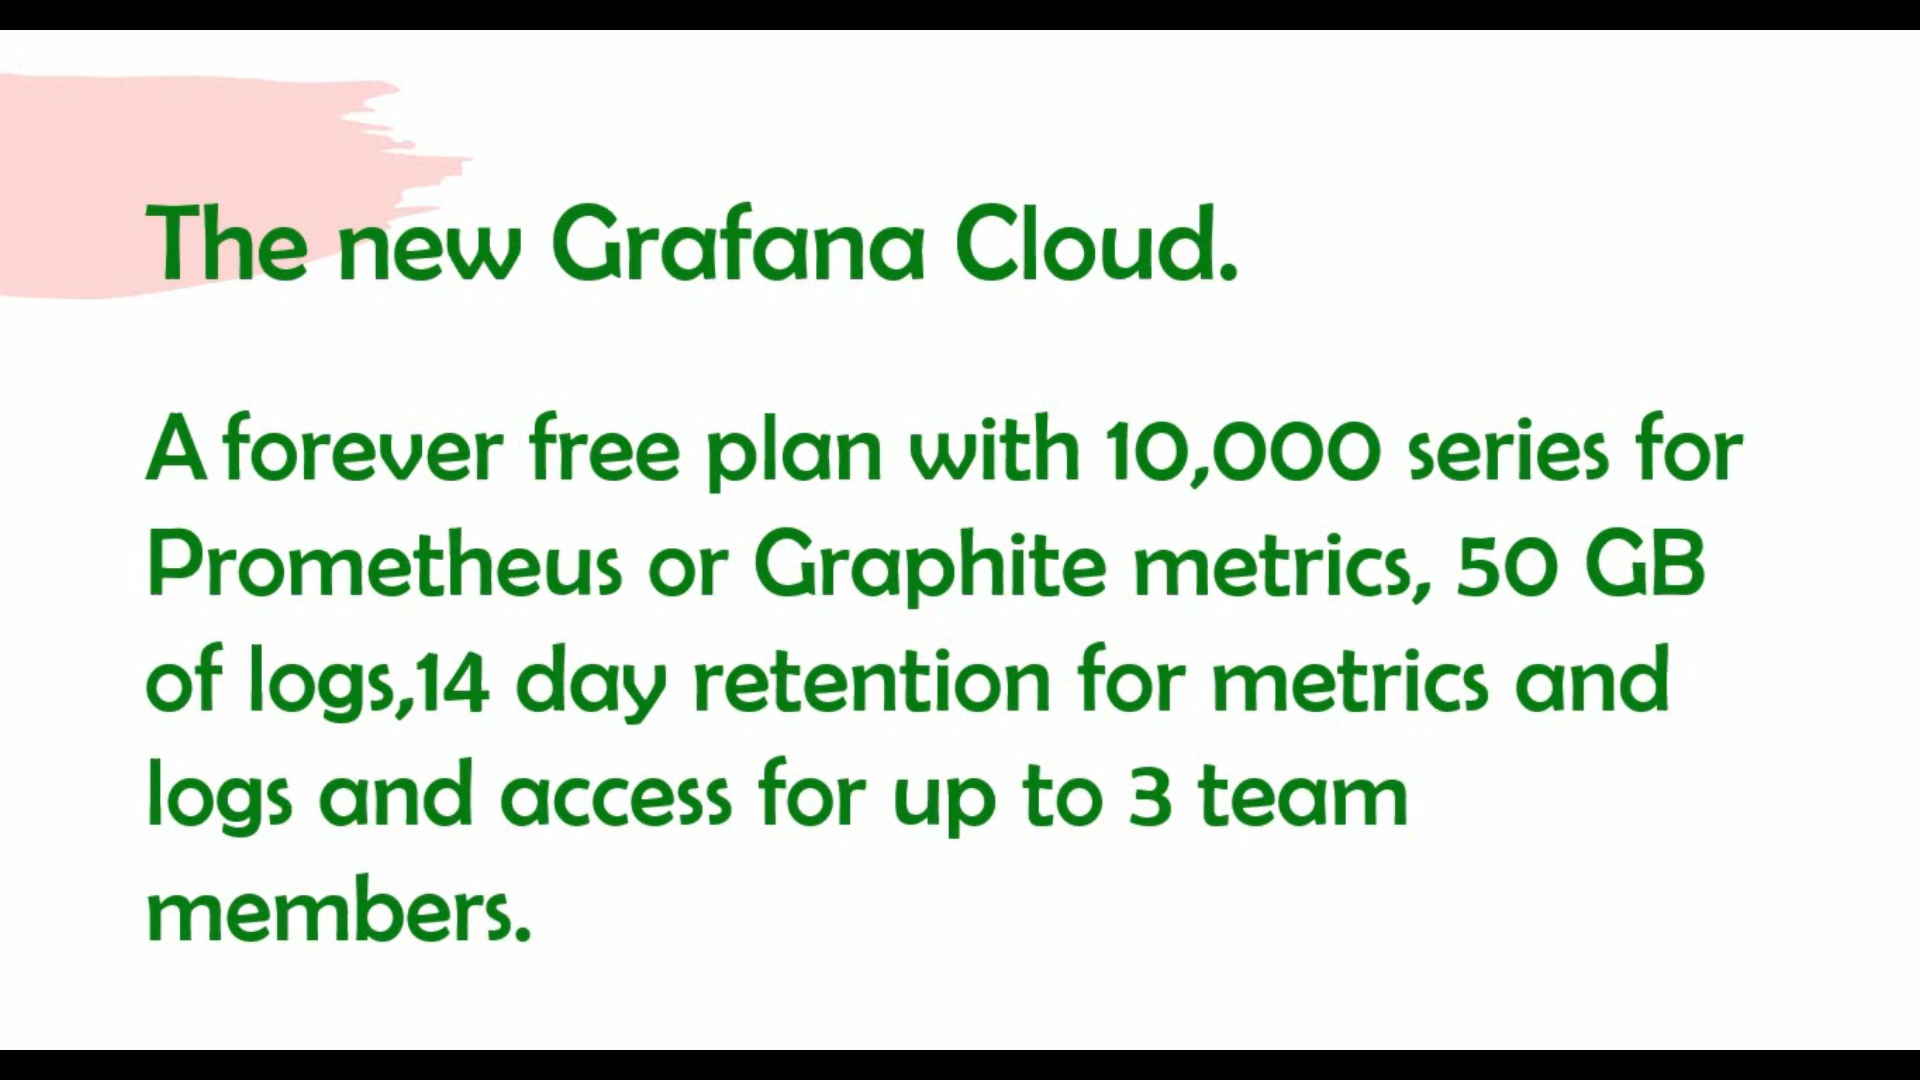 The new Grafana Cloud.
A forever free plan with 10,000 series for
Prometheus or Graphite metrics, 50 GB
of logs,14 day retention for metrics and
logs and access for up to 3 team
members.